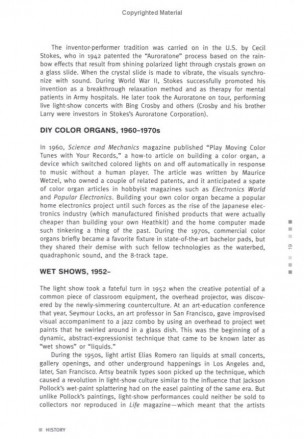 Copyrighted Material
The inventor-performer tradition was carried on in the U.S. by Cecil
Stokes, who in 1942 patented the "Auroratone" process based on the rain-
bow effects that result from shining polarized light through crystals grown on
a glass slide. When the crystal slide is made to vibrate, the visuals synchro-
nize with sound. During World War II, Stokes successfully promoted his
invention as a breakthrough relaxation method and as therapy for mental
patients in Army hospitals. He later took the Auroratone on tour, performing
live light-show concerts with Bing Crosby and others (Crosby and his brother
Larry were investors in Stokes's Auroratone Corporation).
DIY COLOR ORGANS, 1960–1970s
In 1960, Science and Mechanics magazine published "Play Moving Color
Tunes with Your Records," a how-to article on building a color organ, a
device which switched colored lights on and off automatically in response
to music without a human player. The article was written by Maurice
Wetzel, who owned a couple of related patents, and it anticipated a spate
of color organ articles in hobbyist magazines such as Electronics World
and Popular Electronics. Building your own color organ became a popular
home electronics project until such forces as the rise of the Japanese elec-
tronics industry (which manufactured finished products that were actually
cheaper than building your own Heathkit) and the home computer made
such tinkering a thing of the past. During the 1970s, commercial color
organs briefly became a favorite fixture in state-of-the-art bachelor pads, but
they shared their demise with such fellow technologies as the waterbed,
quadraphonic sound, and the 8-track tape.
WET SHOWS, 1952-
The light show took a fateful turn in 1952 when the creative potential of a
common piece of classroom equipment, the overhead projector, was discov-
ered by the newly-simmering counterculture. At an art-education conference
that year, Seymour Locks, an art professor in San Francisco, gave improvised
visual accompaniment to a jazz combo by using an overhead to project wet
paints that he swirled around in a glass dish. This was the beginning of a
dynamic, abstract-expressionist technique that came to be known later as
"wet shows" or "liquids."
During the 1950s, light artist Elias Romero ran liquids at small concerts,
gallery openings, and other underground happenings in Los Angeles and,
later, San Francisco. Artsy beatnik types soon picked up the technique, which
caused a revolution in light-show culture similar to the influence that Jackson
Pollock's wet-paint splattering had on the easel painting of the same era. But
unlike Pollock's paintings, light-show performances could neither be sold to
collectors nor reproduced in Life magazine—which meant that the artists
HISTORY